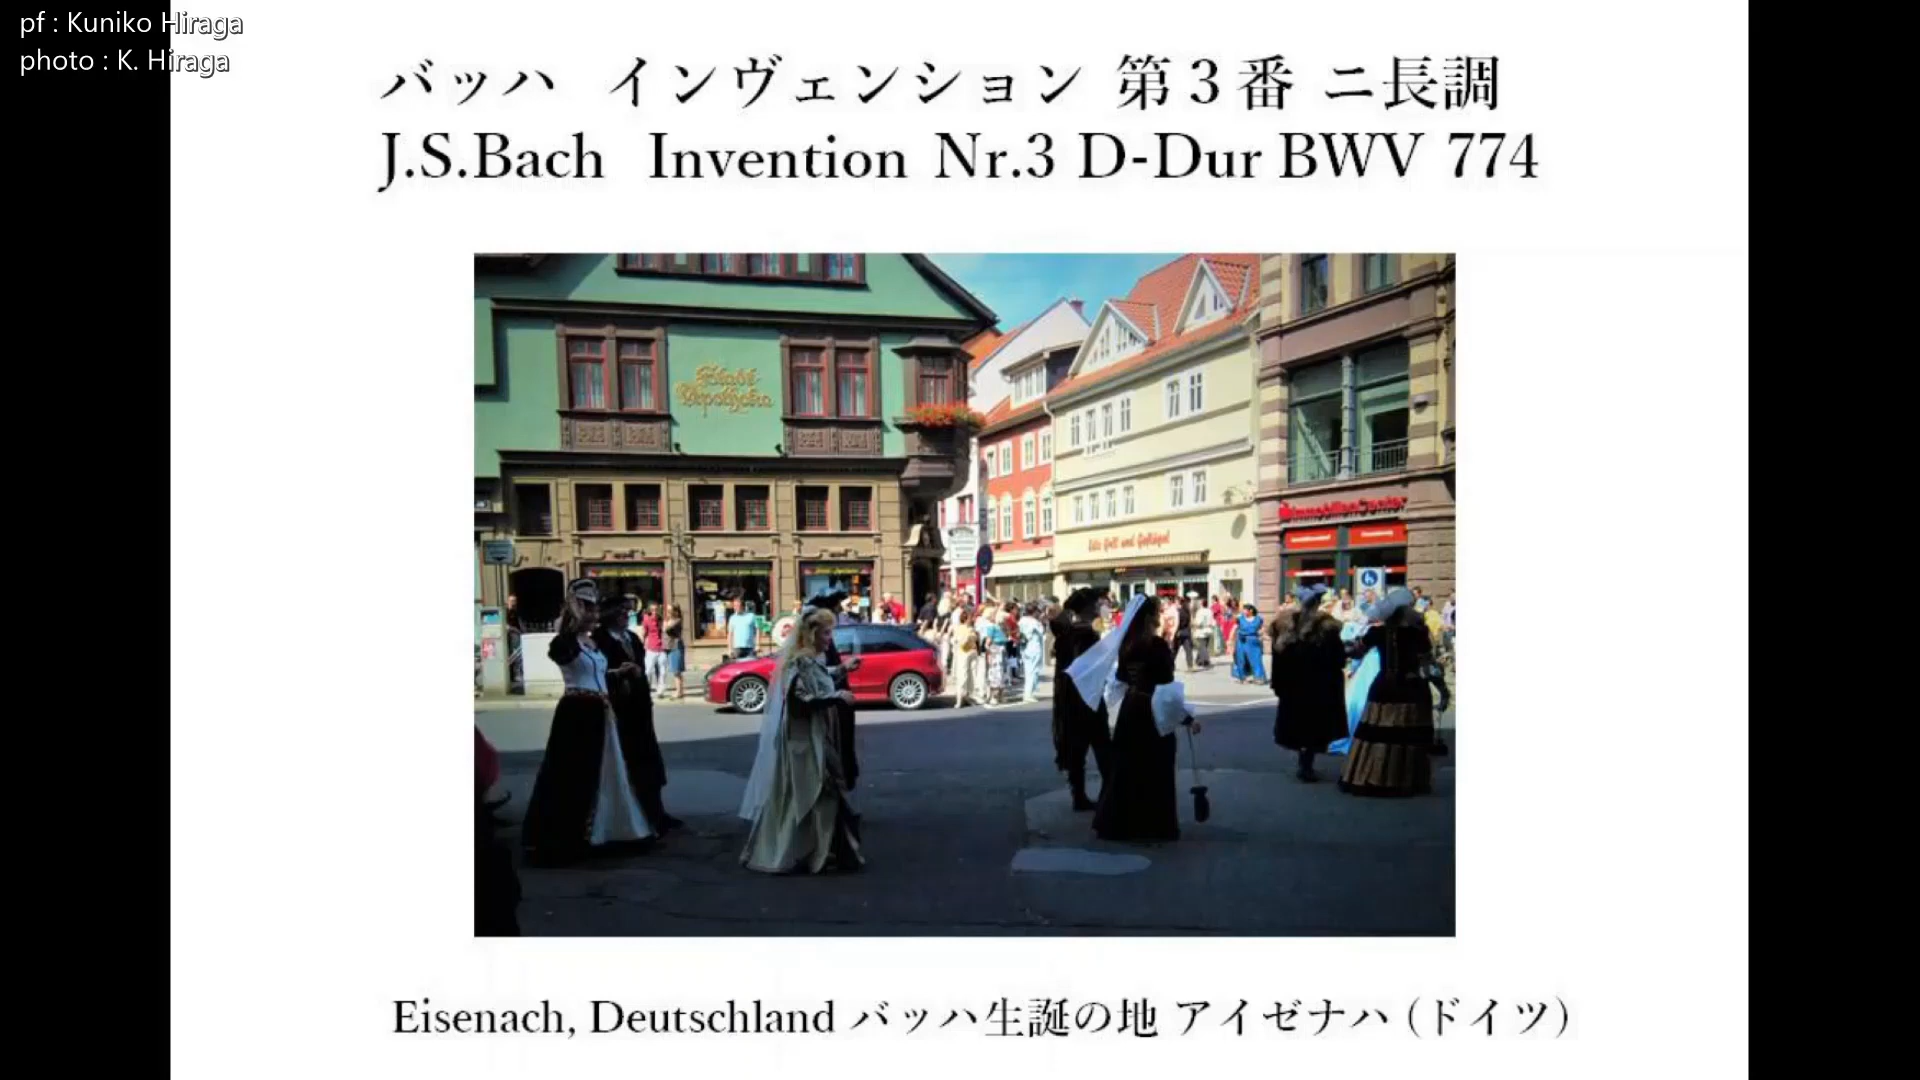 pf : Kuniko Hiraga
photo : K. Hiraga
バッハ インヴェンション 第3番 ニ長調
J.S.Bach Invention Nr.3 D-Dur BWV 774
Stadt-
Apotheke
ImmobilienCenter
Eisenach, Deutschland バッハ生誕の地 アイゼナハ (ドイツ)